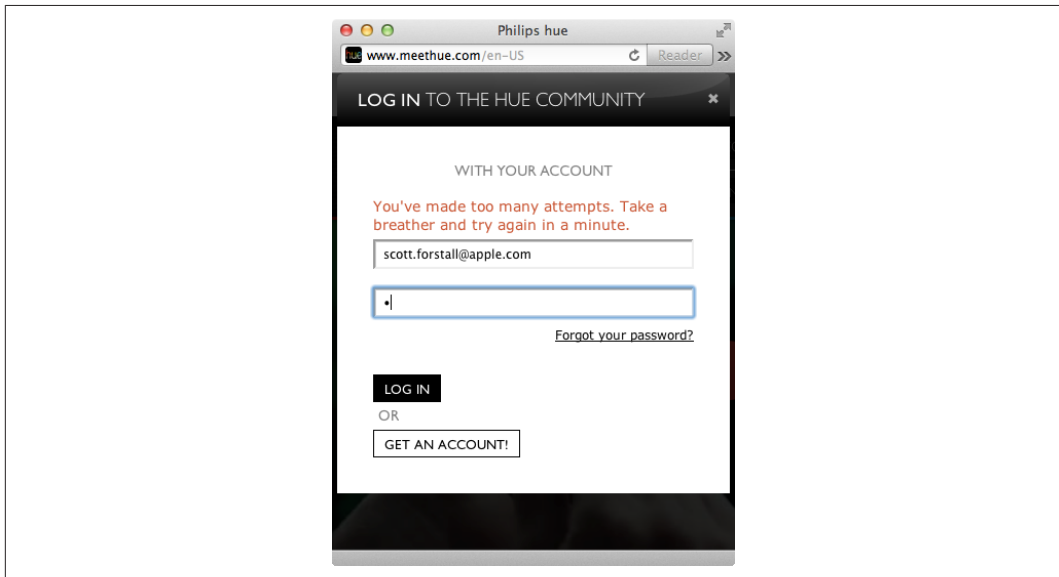 Philips hue
hue www.meethue.com/en-US Reader
LOG IN TO THE HUE COMMUNITY
WITH YOUR ACCOUNT
You've made too many attempts. Take a
breather and try again in a minute.
scott.forstall@apple.com
Forgot your password?
LOG IN
OR
GET AN ACCOUNT!